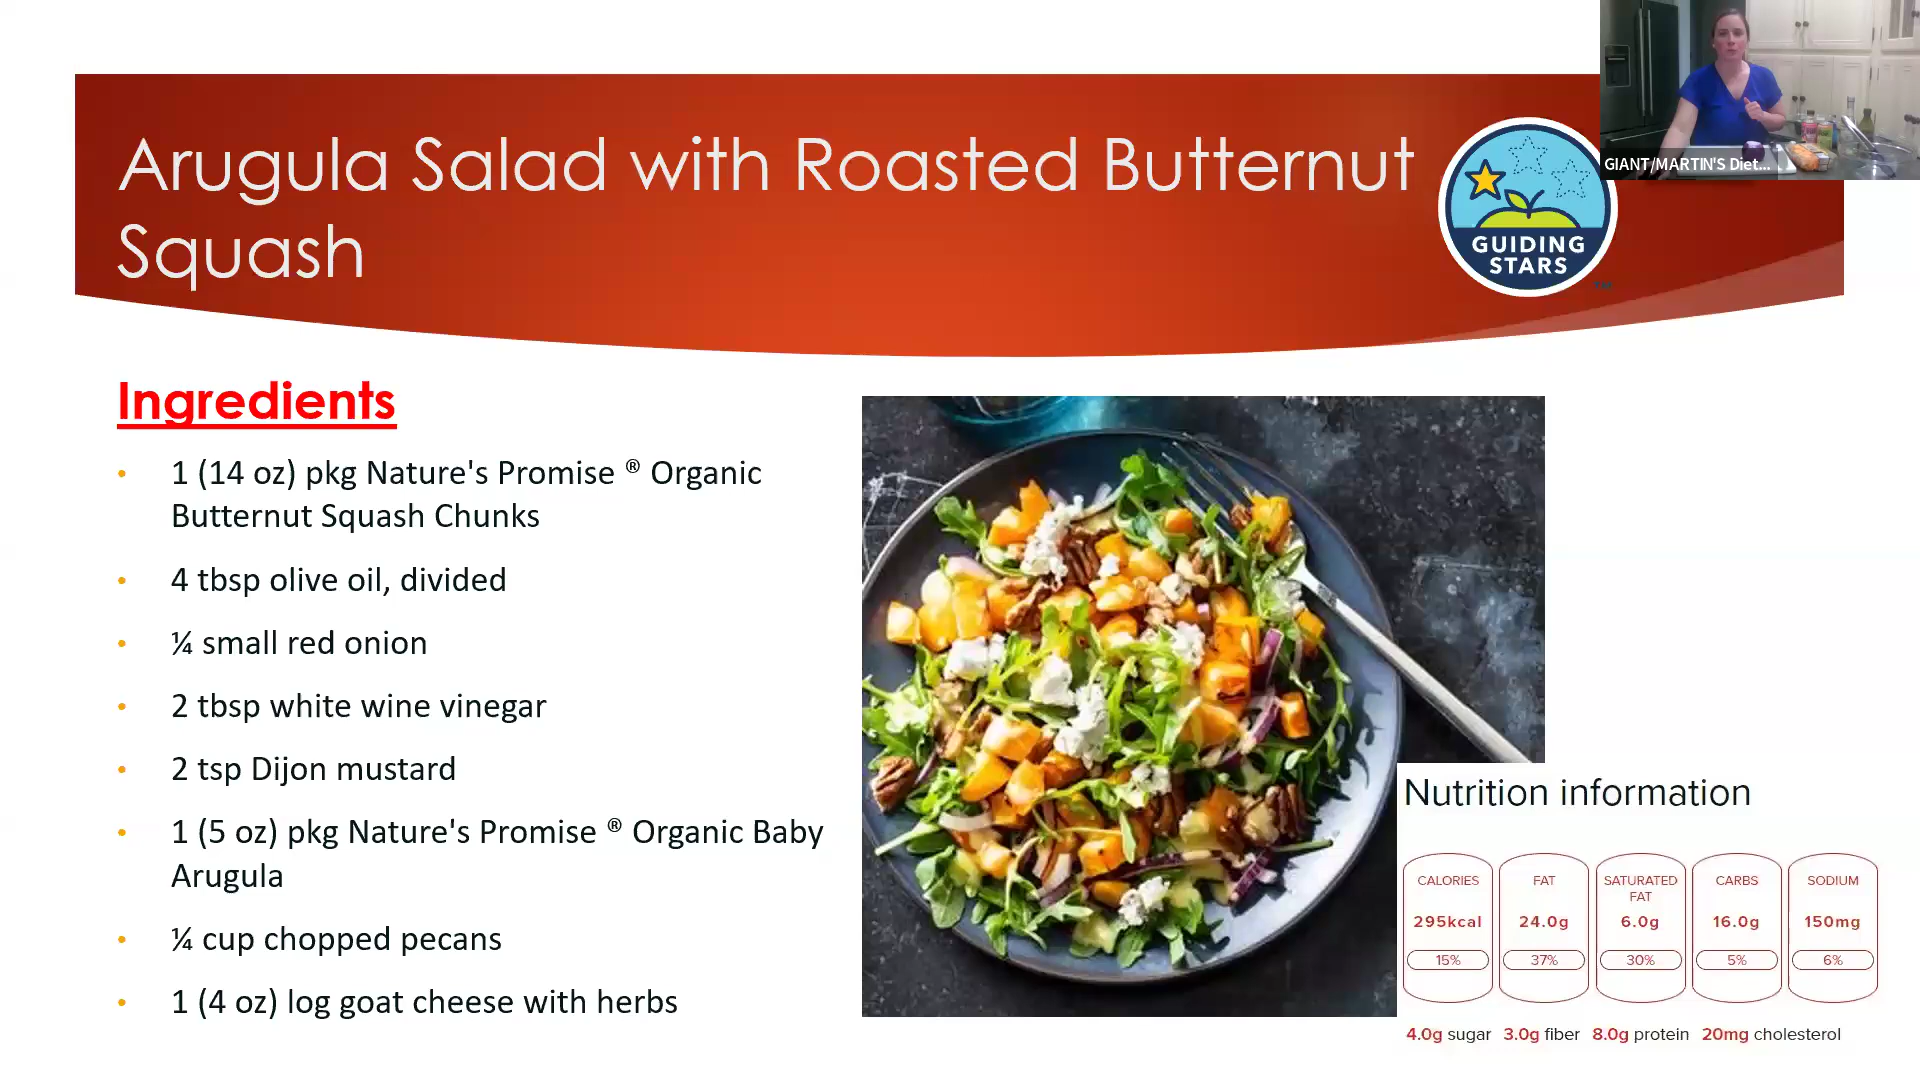 Arugula Salad with Roasted Butternut
Squash
GUIDING
STARS
GIANT/MARTIN'S Diet...
Ingredients
• 1 (14 oz) pkg Nature's Promise ® Organic
Butternut Squash Chunks
• 4 tbsp olive oil, divided
• ¼ small red onion
• 2 tbsp white wine vinegar
• 2 tsp Dijon mustard
• 1 (5 oz) pkg Nature's Promise ® Organic Baby
Arugula
• ¼ cup chopped pecans
• 1 (4 oz) log goat cheese with herbs
Nutrition information
CALORIES FAT SATURATED FAT CARBS SODIUM
295kcal 24.0g 6.0g 16.0g 150mg
15% 37% 30% 5% 6%
4.0g sugar 3.0g fiber 8.0g protein 20mg cholesterol